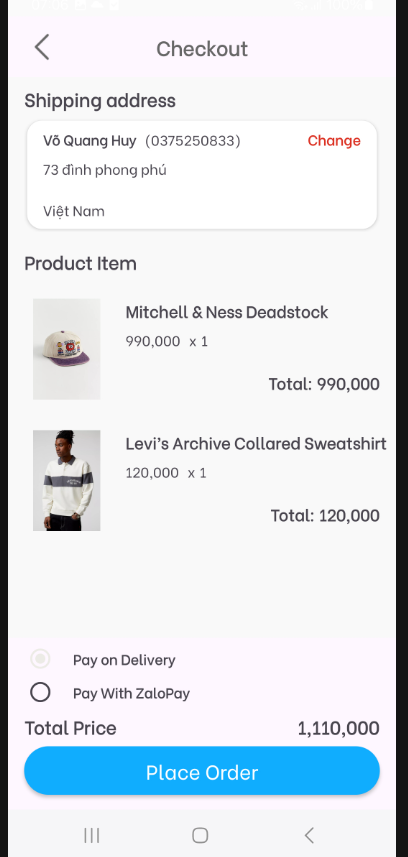 Checkout
Shipping address
Võ Quang Huy (0375250833) Change
73 đình phong phú
Việt Nam
Product Item
Mitchell & Ness Deadstock
990,000 x 1
Total: 990,000
Levi's Archive Collared Sweatshirt
120,000 x 1
Total: 120,000
Pay on Delivery
Pay With ZaloPay
Total Price 1,110,000
Place Order